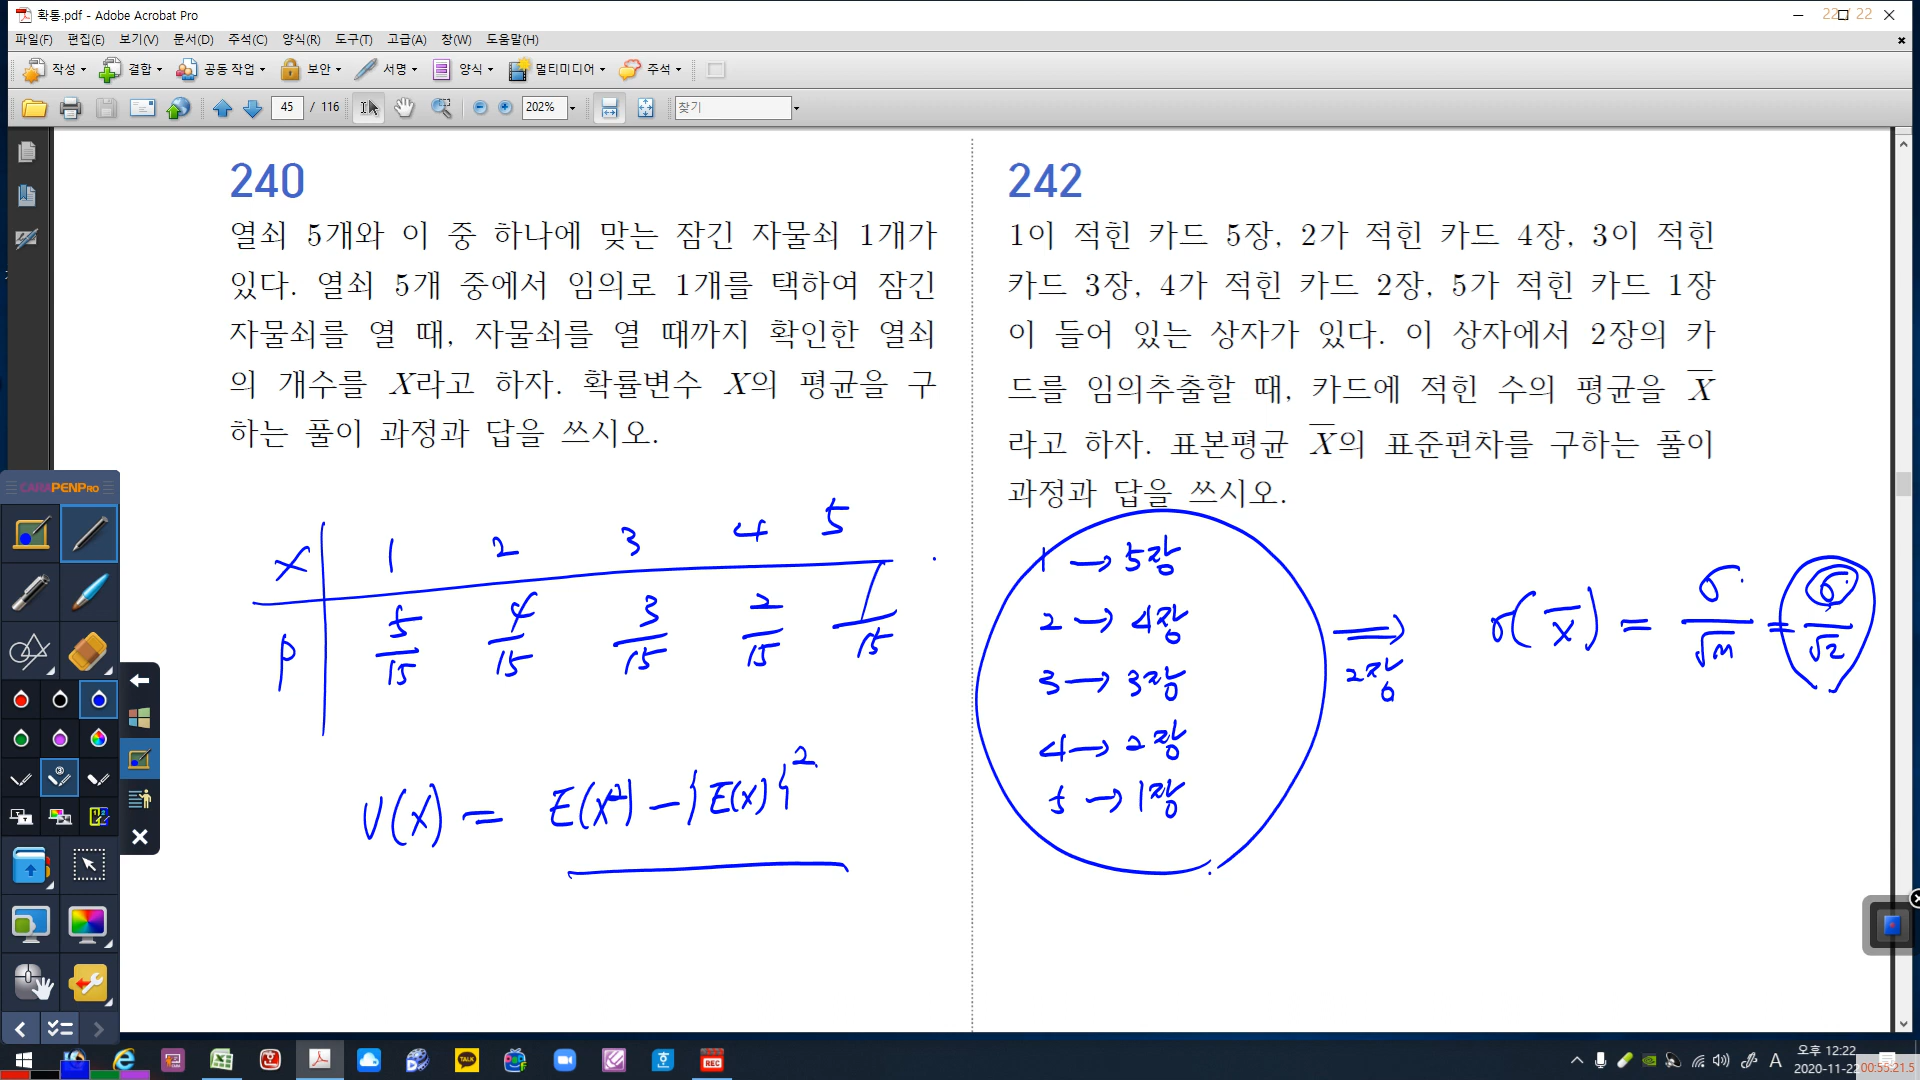 확통.pdf - Adobe Acrobat Pro
22 / 22
파일(F) 편집(E) 보기(V) 문서(D) 주석(C) 양식(R) 도구(T) 고급(A) 창(W) 도움말(H)
작성 결합 공동 작업 보안 서명 양식 멀티미디어 주석
45 / 116 202% 찾기
240
열쇠 5개와 이 중 하나에 맞는 잠긴 자물쇠 1개가
있다. 열쇠 5개 중에서 임의로 1개를 택하여 잠긴
자물쇠를 열 때, 자물쇠를 열 때까지 확인한 열쇠
의 개수를 X라고 하자. 확률변수 X의 평균을 구
하는 풀이 과정과 답을 쓰시오.
X 1 2 3 4 5
P 5/15 4/15 3/15 2/15 1/15
V(X) = E(X²) - {E(X)}²
242
1이 적힌 카드 5장, 2가 적힌 카드 4장, 3이 적힌
카드 3장, 4가 적힌 카드 2장, 5가 적힌 카드 1장
이 들어 있는 상자가 있다. 이 상자에서 2장의 카
드를 임의추출할 때, 카드에 적힌 수의 평균을 X̅
라고 하자. 표본평균 X̅의 표준편차를 구하는 풀이
과정과 답을 쓰시오.
1 → 5장
2 → 4장
3 → 3장
4 → 2장
5 → 1장
⇒ 2장
σ(X̅) = σ/√n = σ/√2
CARAPENPRO
TALK
REC
A
오후 12:22
2020-11-22
00:55:21.5